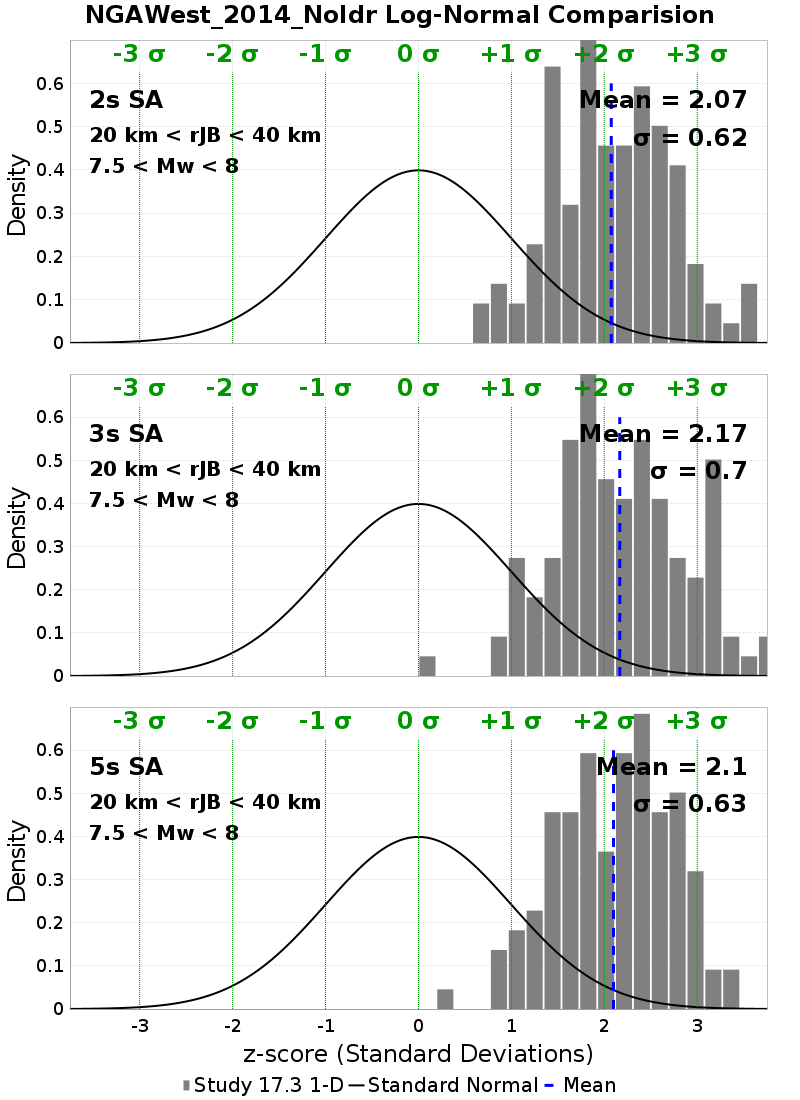 NGAWest_2014_NoIdr Log-Normal Comparision
-3 σ -2 σ -1 σ 0 σ +1 σ +2 σ +3 σ
2s SA
Mean = 2.07
20 km < rJB < 40 km
σ = 0.62
7.5 < Mw < 8
0.6
0.5
0.4
0.3
0.2
0.1
0
Density
-3 σ -2 σ -1 σ 0 σ +1 σ +2 σ +3 σ
3s SA
Mean = 2.17
20 km < rJB < 40 km
σ = 0.7
7.5 < Mw < 8
0.6
0.5
0.4
0.3
0.2
0.1
0
Density
-3 σ -2 σ -1 σ 0 σ +1 σ +2 σ +3 σ
5s SA
Mean = 2.1
20 km < rJB < 40 km
σ = 0.63
7.5 < Mw < 8
0.6
0.5
0.4
0.3
0.2
0.1
0
Density
-3 -2 -1 0 1 2 3
z-score (Standard Deviations)
Study 17.3 1-D Standard Normal Mean